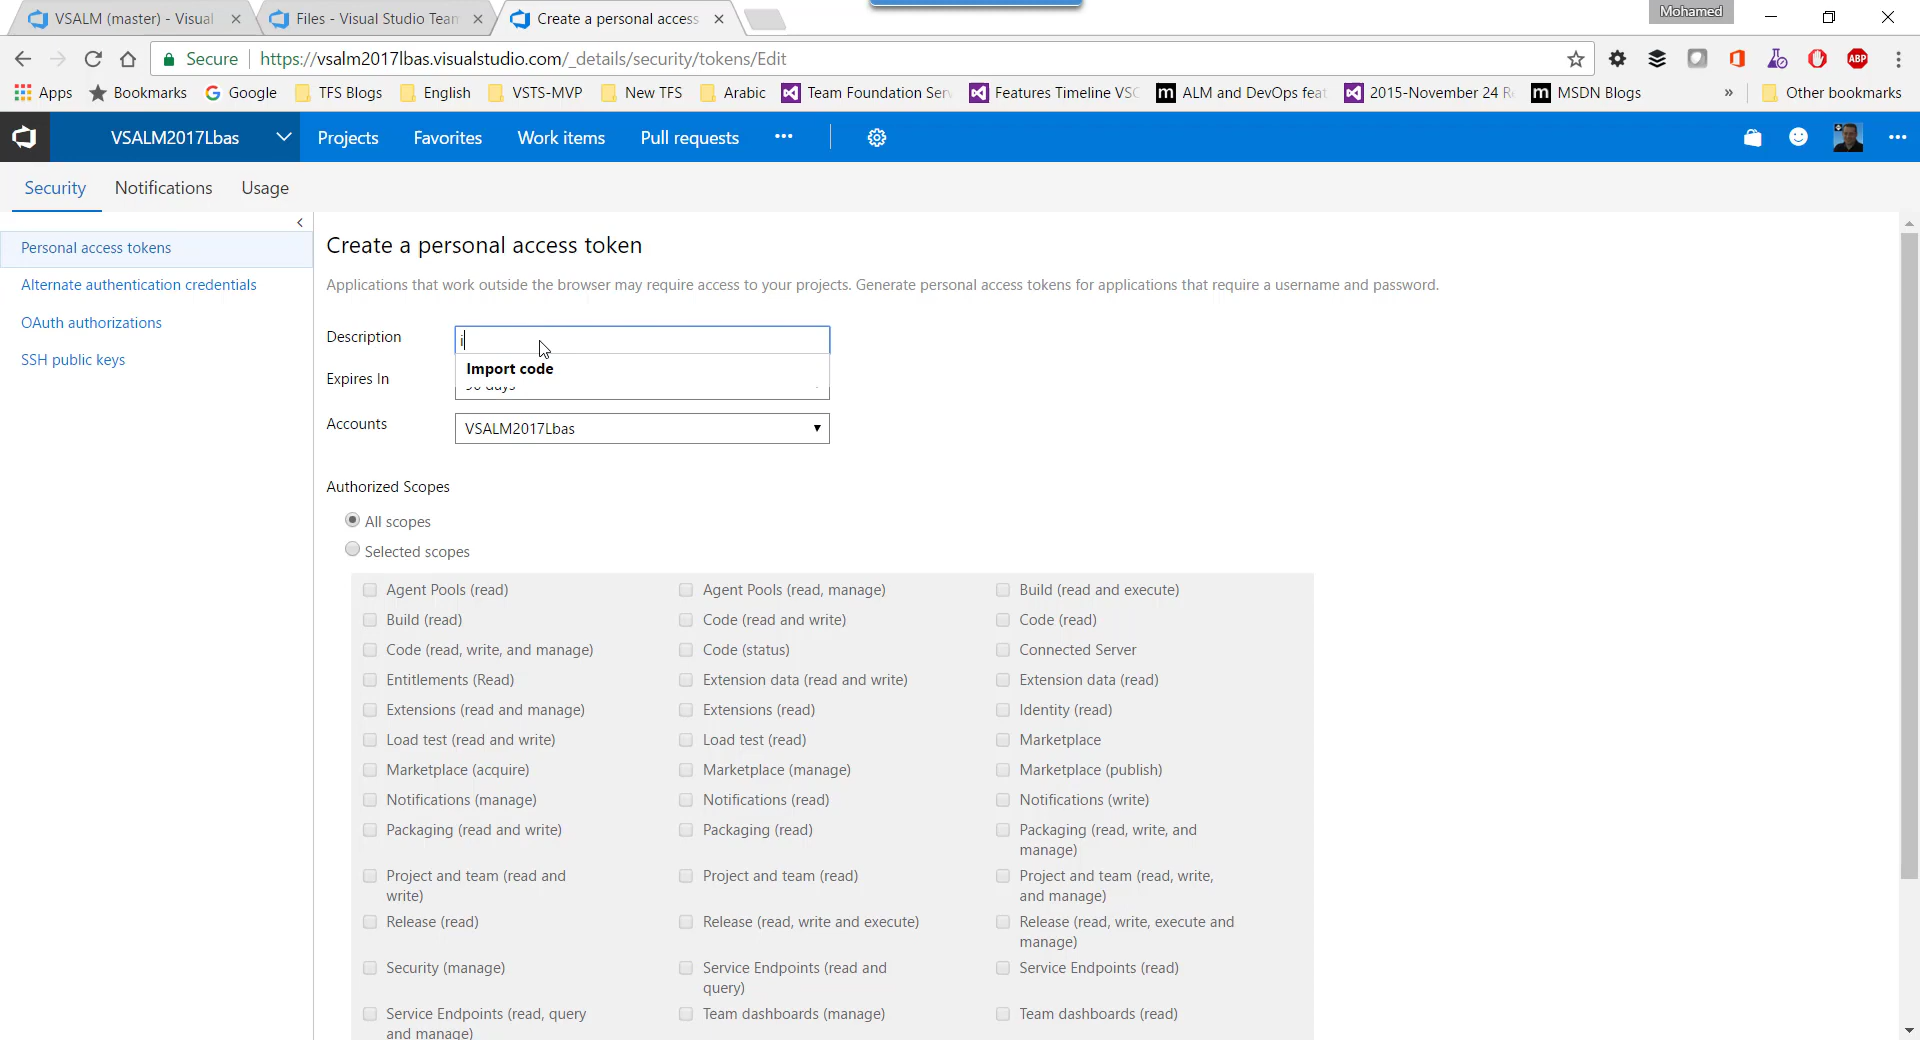 VSALM (master) - Visual
Files - Visual Studio Tean
Create a personal access
Mohamed
Secure
https://vsalm2017lbas.visualstudio.com/_details/security/tokens/Edit
ABP
Apps
Bookmarks
Google
TFS Blogs
English
VSTS-MVP
New TFS
Arabic
Team Foundation Serv
Features Timeline VSC
ALM and DevOps feat
2015-November 24 Re
MSDN Blogs
»
Other bookmarks
VSALM2017Lbas
Projects
Favorites
Work items
Pull requests
Security
Notifications
Usage
Personal access tokens
Alternate authentication credentials
OAuth authorizations
SSH public keys
Create a personal access token
Applications that work outside the browser may require access to your projects. Generate personal access tokens for applications that require a username and password.
Description
i
Import code
Expires In
90 days
Accounts
VSALM2017Lbas
Authorized Scopes
All scopes
Selected scopes
Agent Pools (read)
Agent Pools (read, manage)
Build (read and execute)
Build (read)
Code (read and write)
Code (read)
Code (read, write, and manage)
Code (status)
Connected Server
Entitlements (Read)
Extension data (read and write)
Extension data (read)
Extensions (read and manage)
Extensions (read)
Identity (read)
Load test (read and write)
Load test (read)
Marketplace
Marketplace (acquire)
Marketplace (manage)
Marketplace (publish)
Notifications (manage)
Notifications (read)
Notifications (write)
Packaging (read and write)
Packaging (read)
Packaging (read, write, and
manage)
Project and team (read and
write)
Project and team (read)
Project and team (read, write,
and manage)
Release (read)
Release (read, write and execute)
Release (read, write, execute and
manage)
Security (manage)
Service Endpoints (read and
query)
Service Endpoints (read)
Service Endpoints (read, query
and manage)
Team dashboards (manage)
Team dashboards (read)